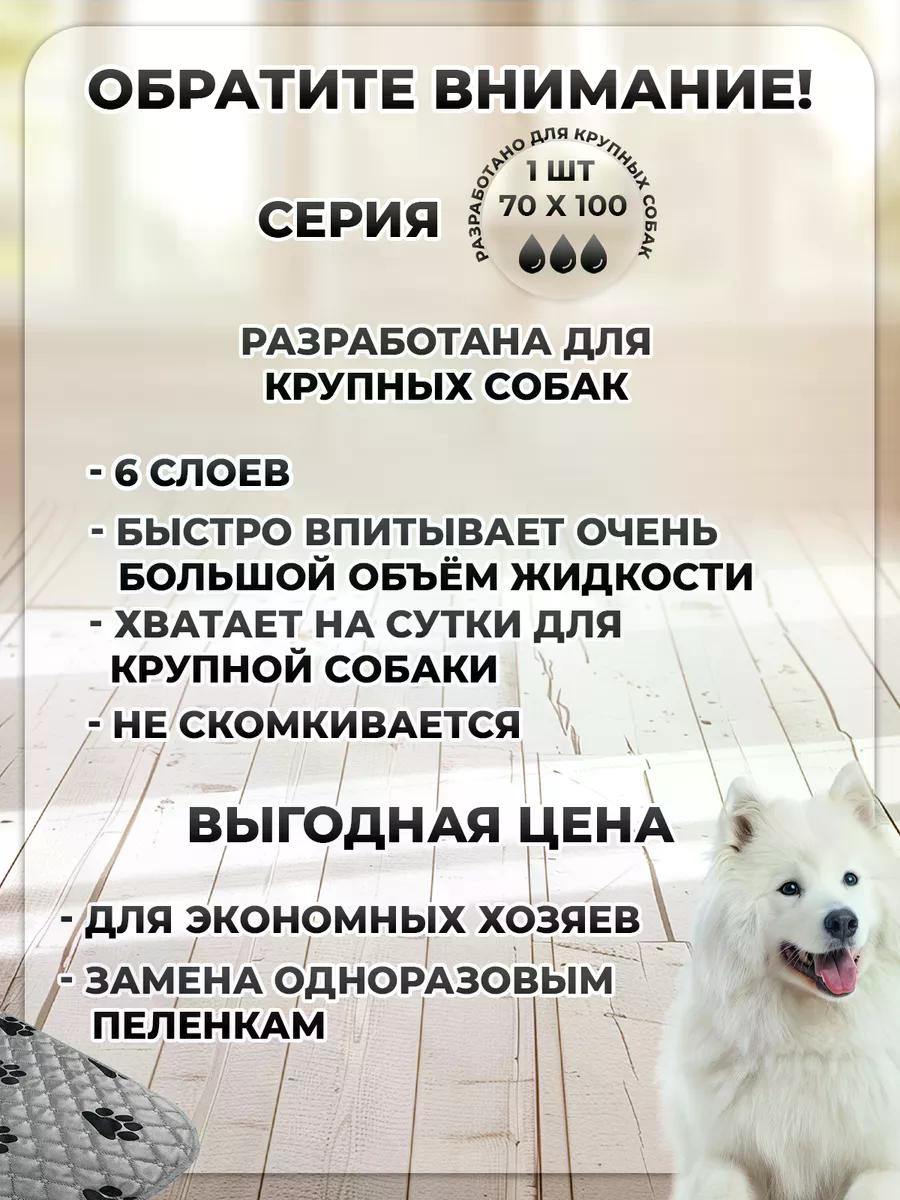 ОБРАТИТЕ ВНИМАНИЕ!
СЕРИЯ
РАЗРАБОТАНО ДЛЯ КРУПНЫХ СОБАК
1 ШТ
70 X 100
РАЗРАБОТАНА ДЛЯ
КРУПНЫХ СОБАК
- 6 СЛОЕВ
- БЫСТРО ВПИТЫВАЕТ ОЧЕНЬ
БОЛЬШОЙ ОБЪЁМ ЖИДКОСТИ
- ХВАТАЕТ НА СУТКИ ДЛЯ
КРУПНОЙ СОБАКИ
- НЕ СКОМКИВАЕТСЯ
ВЫГОДНАЯ ЦЕНА
- ДЛЯ ЭКОНОМНЫХ ХОЗЯЕВ
- ЗАМЕНА ОДНОРАЗОВЫМ
ПЕЛЕНКАМ